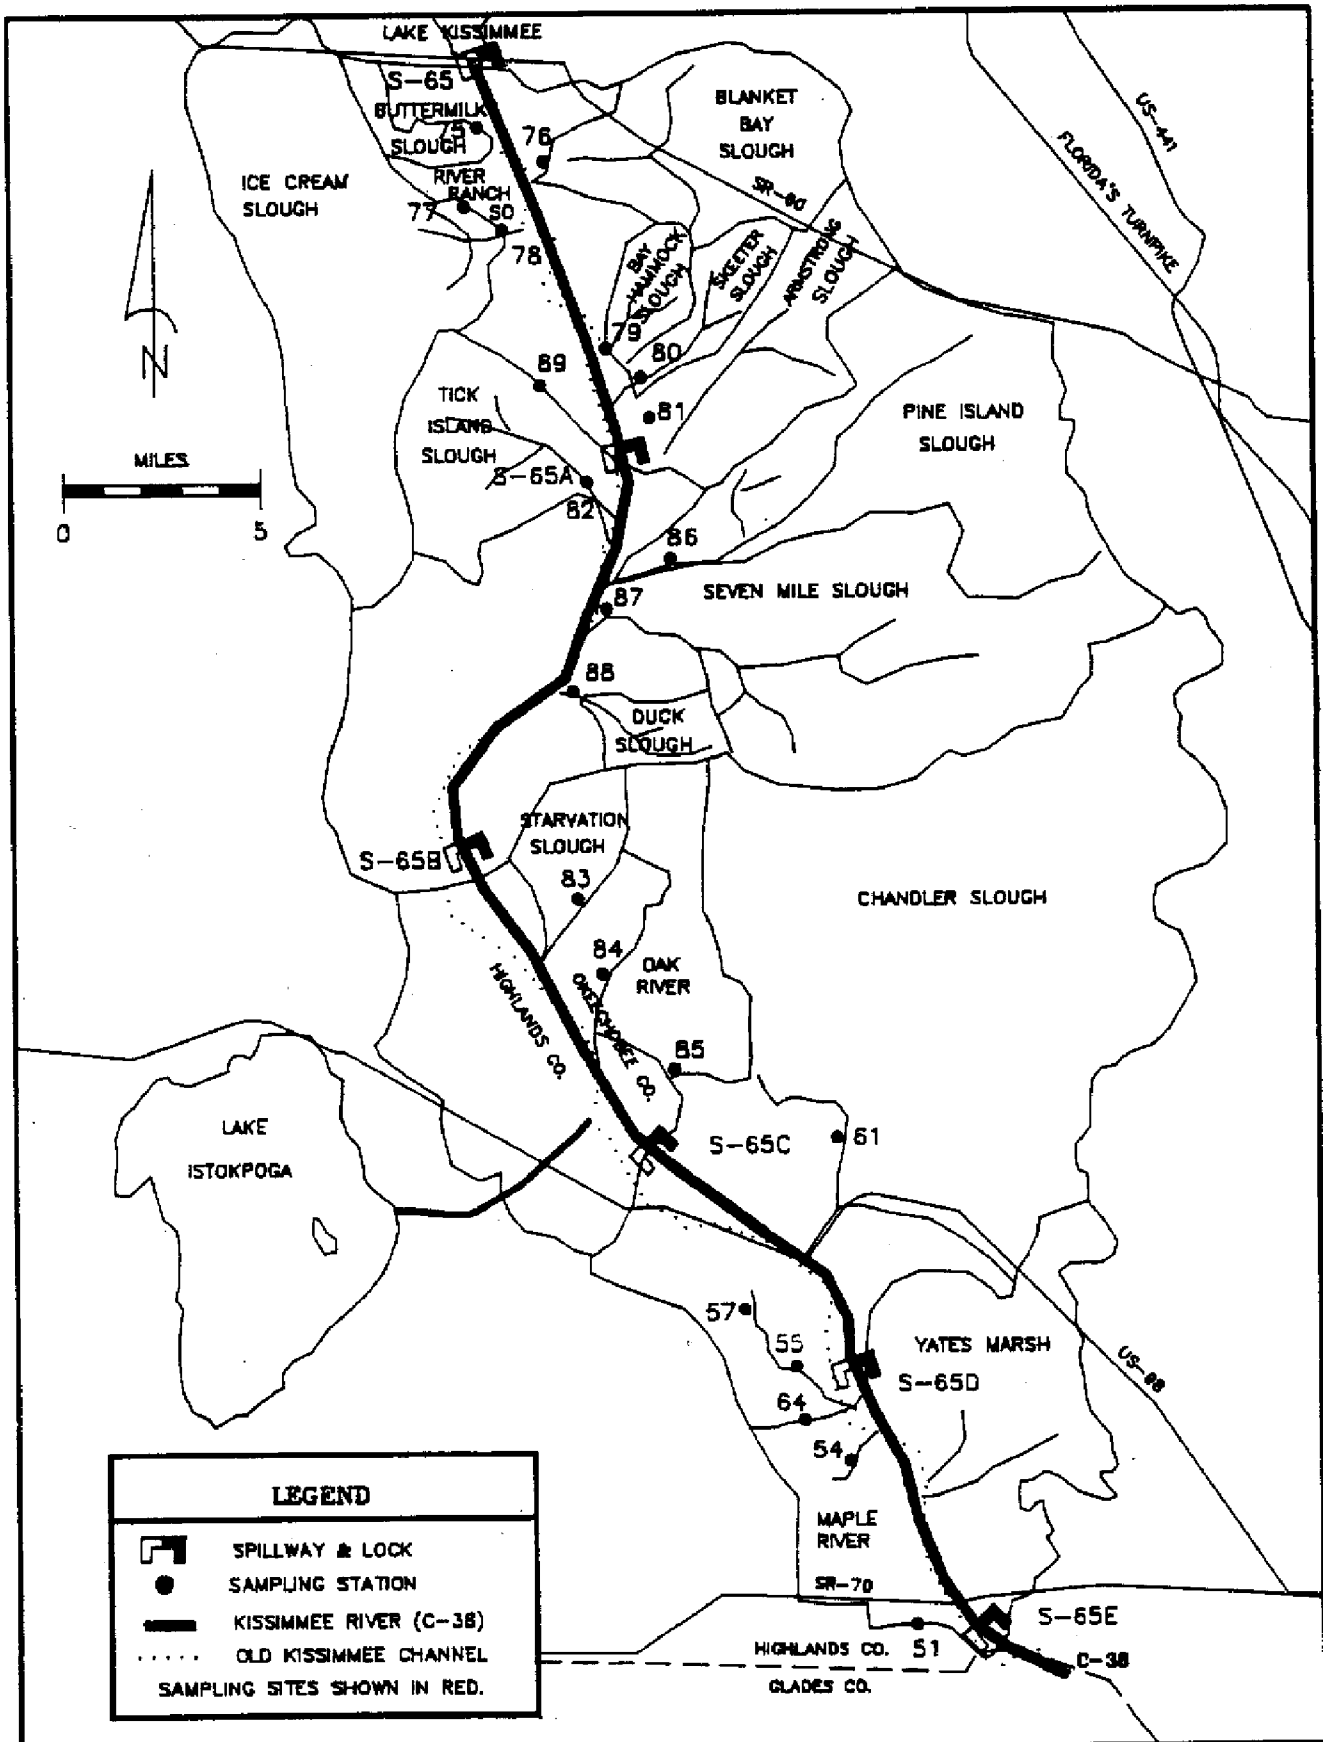 LAKE KISSIMMEE
S-65
BUTTERMILK
75
SLOUGH
76
BLANKET
BAY
SLOUGH
US-441
FLORIDA'S TURNPIKE
ICE CREAM
SLOUGH
RIVER
RANCH
SD
77
78
SR-60
BAY
HAMMOCK
SLOUGH
SKEETER
SLOUGH
ARMSTRONG
SLOUGH
N
79
80
89
81
TICK
ISLAND
SLOUGH
PINE ISLAND
SLOUGH
MILES
0 5
S-65A
82
86
87
SEVEN MILE SLOUGH
88
DUCK
SLOUGH
STARVATION
SLOUGH
S-65B
83
CHANDLER SLOUGH
84
OAK
RIVER
HIGHLANDS CO.
OKEECHOBEE CO.
85
LAKE
ISTOKPOGA
S-65C
61
57
55
YATES MARSH
US-98
S-65D
64
54
MAPLE
RIVER
SR-70
S-65E
HIGHLANDS CO.
51
C-38
GLADES CO.
LEGEND
SPILLWAY & LOCK
SAMPLING STATION
KISSIMMEE RIVER (C-38)
OLD KISSIMMEE CHANNEL
SAMPLING SITES SHOWN IN RED.